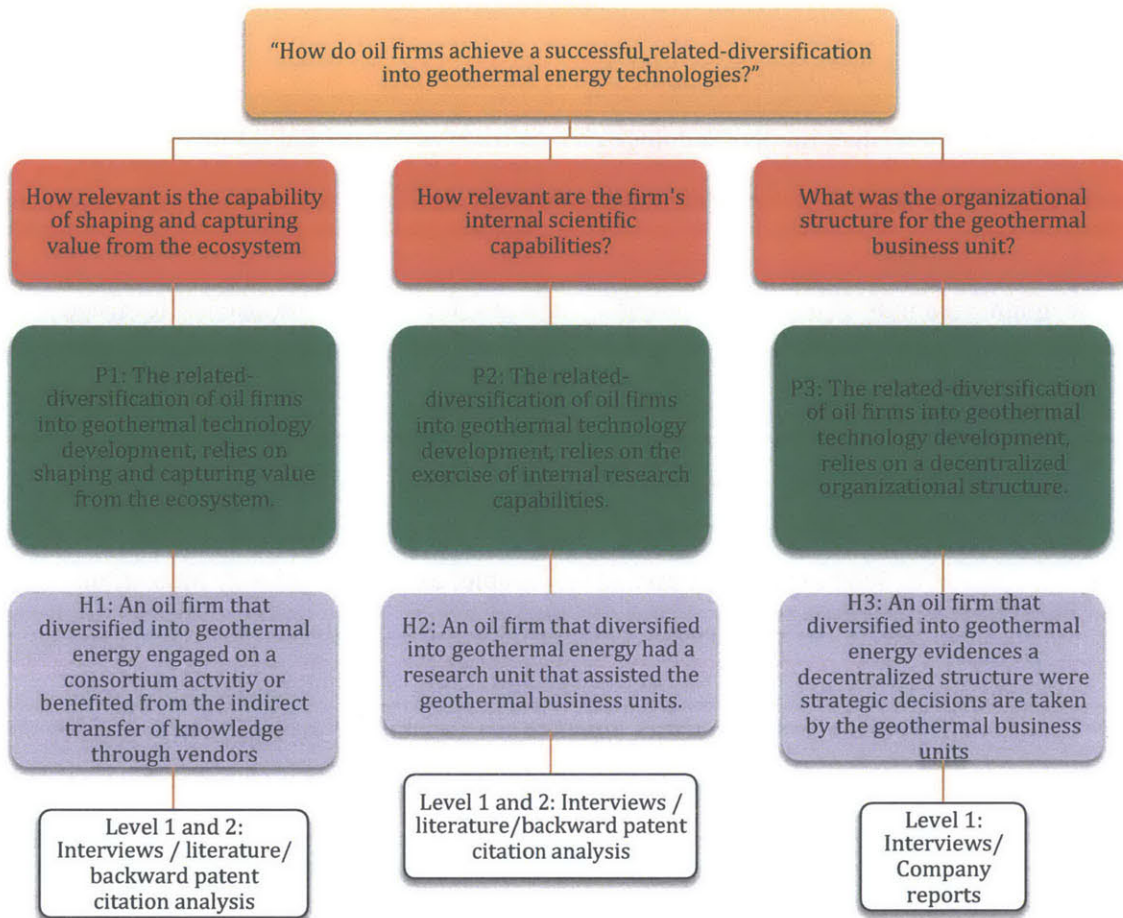 “How do oil firms achieve a successful related-diversification
into geothermal energy technologies?”
How relevant is the capability
of shaping and capturing
value from the ecosystem
How relevant are the firm's
internal scientific
capabilities?
What was the organizational
structure for the geothermal
business unit?
P1: The related-
diversification of oil firms
into geothermal technology
development, relies on
shaping and capturing value
from the ecosystem.
P2: The related-
diversification of oil firms
into geothermal technology
development, relies on the
exercise of internal research
capabilities.
P3: The related-diversification
of oil firms into geothermal
technology development,
relies on a decentralized
organizational structure.
H1: An oil firm that
diversified into geothermal
energy engaged on a
consortium actvitiy or
benefited from the indirect
transfer of knowledge
through vendors
H2: An oil firm that diversified
into geothermal energy had a
research unit that assisted the
geothermal business units.
H3: An oil firm that
diversified into geothermal
energy evidences a
decentralized structure were
strategic decisions are taken
by the geothermal business
units
Level 1 and 2:
Interviews / literature/
backward patent
citation analysis
Level 1 and 2: Interviews /
literature/backward patent
citation analysis
Level 1:
Interviews/
Company
reports